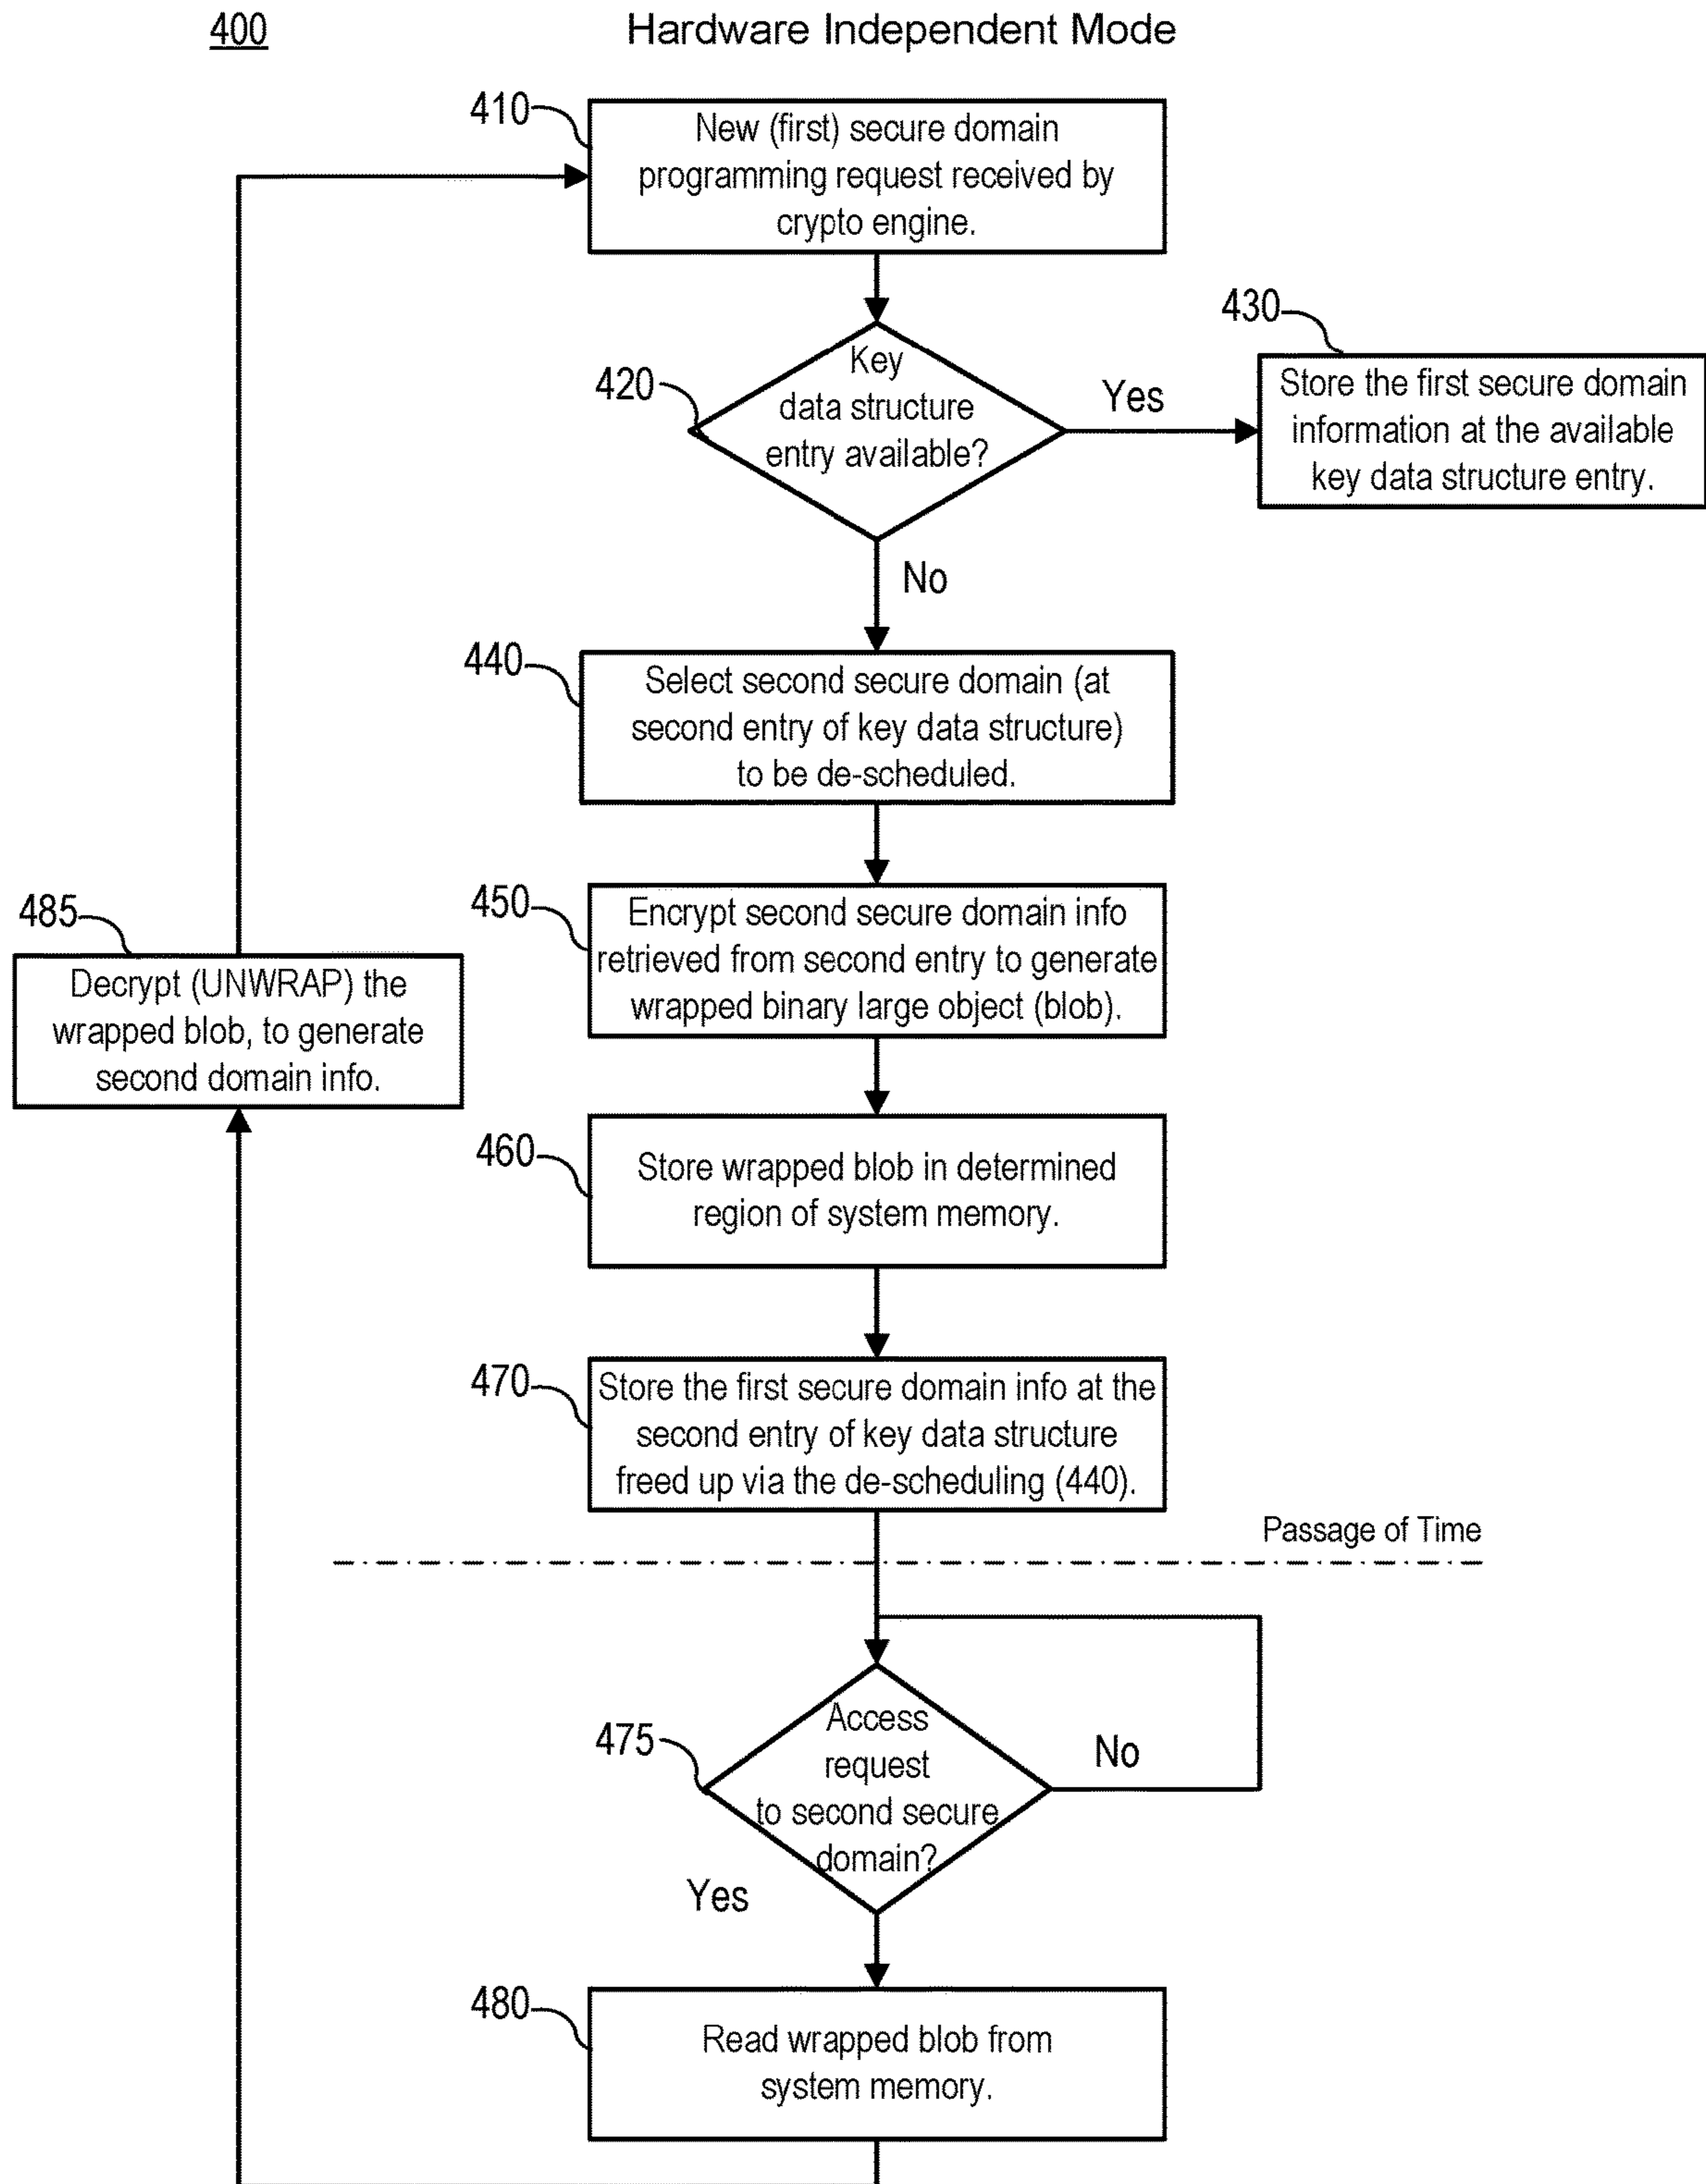 400
Hardware Independent Mode
410
New (first) secure domain
programming request received by
crypto engine.
420
Key
data structure
entry available?
Yes
430
Store the first secure domain
information at the available
key data structure entry.
No
440
Select second secure domain (at
second entry of key data structure)
to be de-scheduled.
450
Encrypt second secure domain info
retrieved from second entry to generate
wrapped binary large object (blob).
485
Decrypt (UNWRAP) the
wrapped blob, to generate
second domain info.
460
Store wrapped blob in determined
region of system memory.
470
Store the first secure domain info at the
second entry of key data structure
freed up via the de-scheduling (440).
Passage of Time
475
Access
request
to second secure
domain?
No
Yes
480
Read wrapped blob from
system memory.